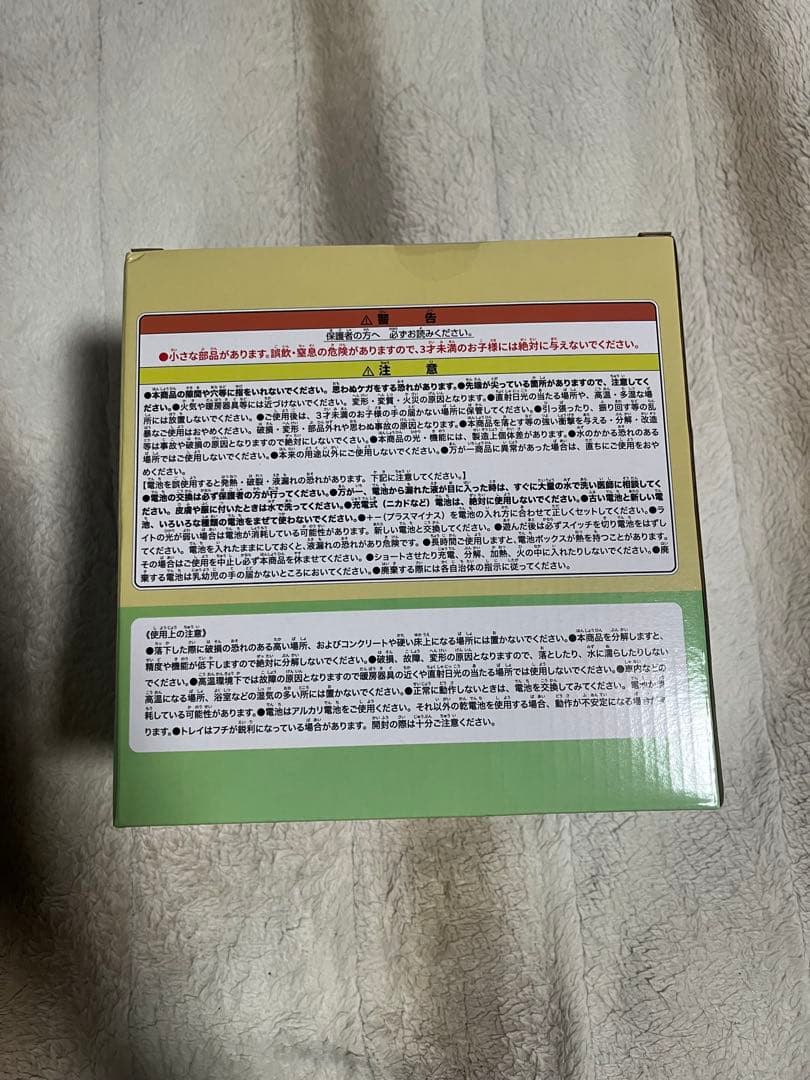 ⚠警 告
保護者の方へ 必ずお読みください。
●小さな部品があります。誤飲・窒息の危険がありますので、3才未満のお子様には絶対に与えないでください。
⚠注 意
●本商品の隙間や穴等に指をいれないでください。思わぬケガをする恐れがあります。●先端が尖っている箇所がありますので、注意してく
ださい。●火気や暖房器具等には近づけないでください。変形・変質・火災の原因となります。●直射日光の当たる場所や、高温・多湿な場
所には放置しないでください。●ご使用後は、3才未満のお子様の手の届かない場所に保管してください。●引っ張ったり、振り回す等の乱
暴なご使用はおやめください。破損・変形・部品外れや思わぬ事故の原因となります。●本商品を落とす等の強い衝撃を与える・分解・改造
等は事故や破損の原因となりますので絶対にしないでください。●本商品の光・機能には、製造上個体差があります。●水のかかる恐れのある
場所ではご使用しないでください。●本来の用途以外にご使用しないでください。●万が一商品に異常があった場合は、直ちにご使用をおや
めください。
【電池を誤使用すると発熱・破裂・液漏れの恐れがあります。下記に注意してください。】
●電池の交換は必ず保護者の方が行ってください。●万が一、電池から漏れた液が目に入った時は、すぐに大量の水で洗い医師に相談してく
ださい。皮膚や服に付いたときは水で洗ってください。●充電式（ニカドなど）電池は、絶対に使用しないでください。●古い電池と新しい電
池、いろいろな種類の電池をまぜて使わないでください。●＋－（プラスマイナス）を電池の入れ方に合わせて正しくセットしてください。●ラ
イトの光が弱い場合は電池が消耗している可能性があります。新しい電池と交換してください。●遊んだ後は必ずスイッチを切り電池をはずし
てください。電池を入れたままにしておくと、液漏れの恐れがあり危険です。●長時間ご使用しますと、電池ボックスが熱を持つことがあります。
その場合はご使用を中止し必ず本商品を休ませてください。●ショートさせたり充電、分解、加熱、火の中に入れたりしないでください。●廃
棄する電池は乳幼児の手の届かないところにおいてください。●廃棄する際には各自治体の指示に従ってください。
《使用上の注意》
●落下した際に破損の恐れのある高い場所、およびコンクリートや硬い床上になる場所には置かないでください。●本商品を分解しますと、
精度や機能が低下しますので絶対に分解しないでください。●破損、故障、変形の原因となりますので、落としたり、水に濡らしたりしない
でください。●高温環境下では故障の原因となりますので暖房器具の近くや直射日光の当たる場所では使用しないでください。●車内などの
高温になる場所、浴室などの湿気の多い所には置かないでください。●正常に動作しないときは、電池を交換してみてください。電池が消
耗している可能性があります。●電池はアルカリ電池をご使用ください。それ以外の乾電池を使用する場合、動作が不安定になる場合があ
ります。●トレイはフチが鋭利になっている場合があります。開封の際は十分ご注意ください。